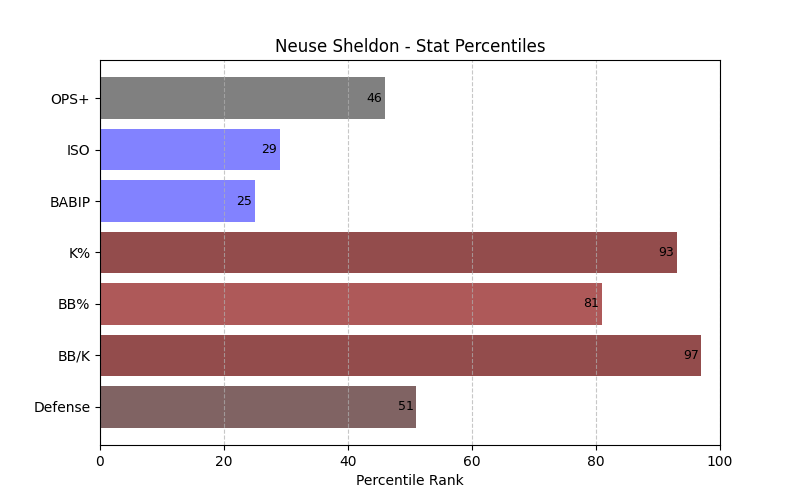 Neuse Sheldon - Stat Percentiles
OPS+ 46
ISO 29
BABIP 25
K% 93
BB% 81
BB/K 97
Defense 51
0 20 40 60 80 100
Percentile Rank